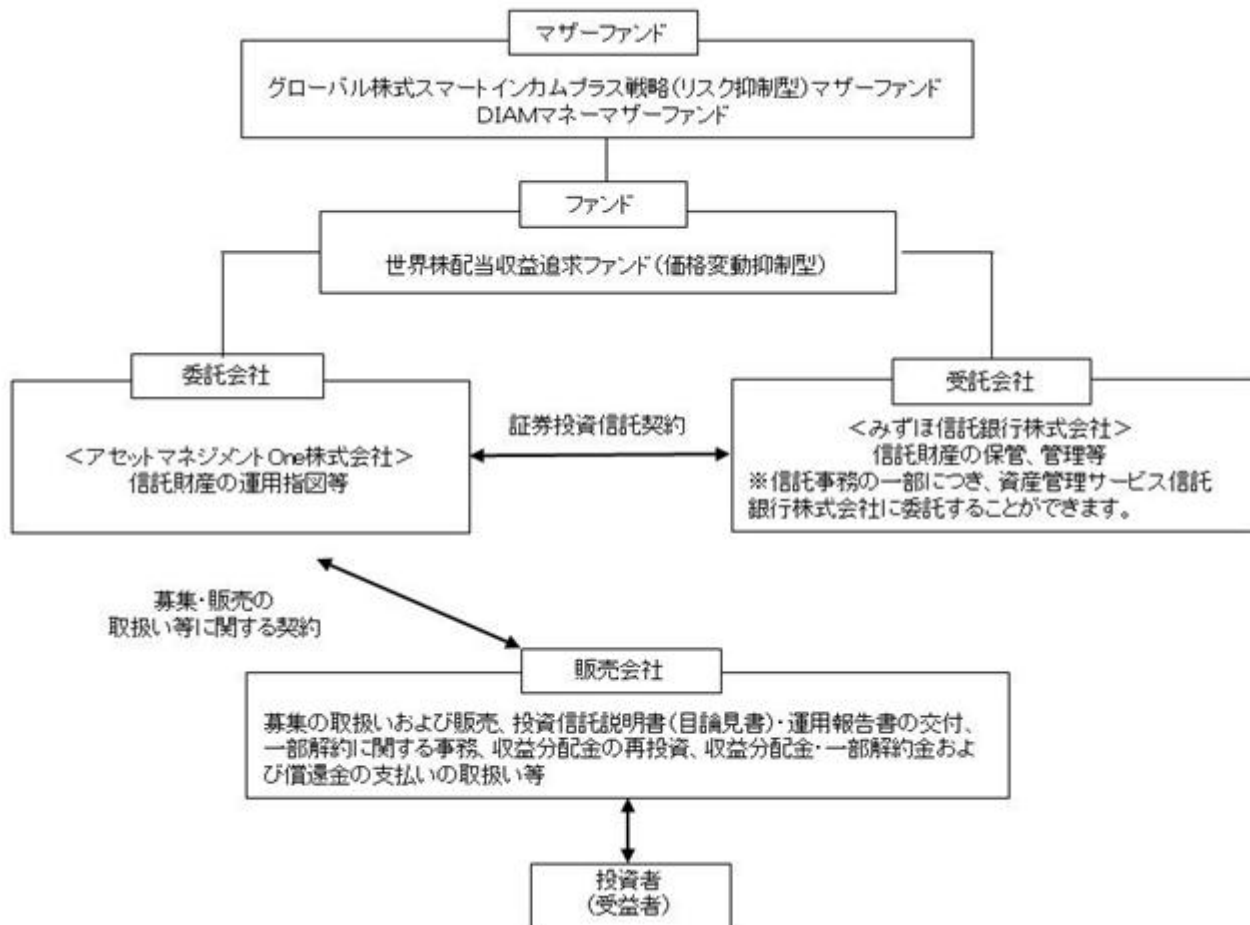 マザーファンド
グローバル株式スマートインカムプラス戦略(リスク抑制型)マザーファンド
DIAMマネーマザーファンド
ファンド
世界株配当収益追求ファンド(価格変動抑制型)
委託会社
<アセットマネジメントOne株式会社>
信託財産の運用指図等
証券投資信託契約
受託会社
<みずほ信託銀行株式会社>
信託財産の保管、管理等
※信託事務の一部につき、資産管理サービス信託
銀行株式会社に委託することができます。
募集・販売の
取扱い等に関する契約
販売会社
募集の取扱いおよび販売、投資信託説明書(目論見書)・運用報告書の交付、
一部解約に関する事務、収益分配金の再投資、収益分配金・一部解約金およ
び償還金の支払いの取扱い等
投資者
(受益者)